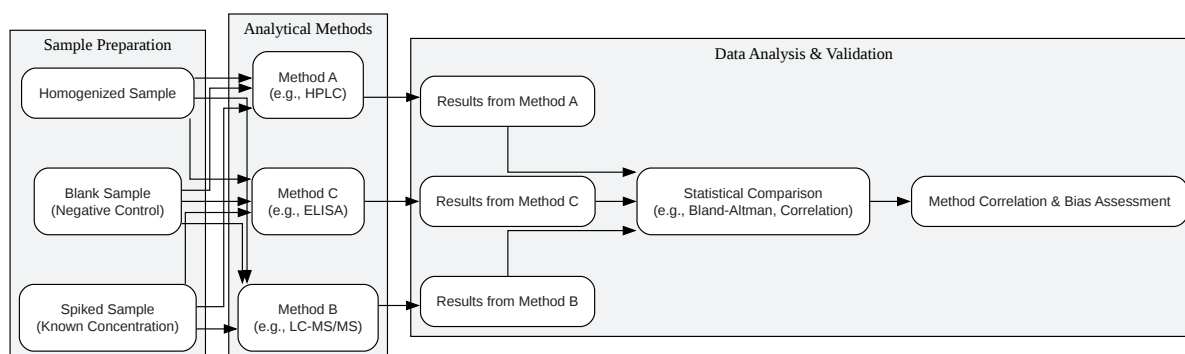 Sample Preparation
Homogenized Sample
Blank Sample
(Negative Control)
Spiked Sample
(Known Concentration)
Analytical Methods
Method A
(e.g., HPLC)
Method C
(e.g., ELISA)
Method B
(e.g., LC-MS/MS)
Data Analysis & Validation
Results from Method A
Results from Method C
Results from Method B
Statistical Comparison
(e.g., Bland-Altman, Correlation)
Method Correlation & Bias Assessment